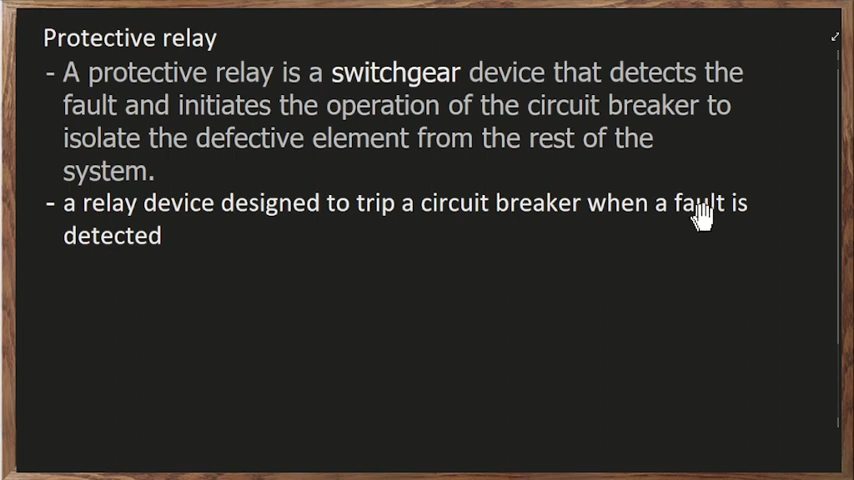 Protective relay
- A protective relay is a switchgear device that detects the
fault and initiates the operation of the circuit breaker to
isolate the defective element from the rest of the
system.
- a relay device designed to trip a circuit breaker when a fault is
detected